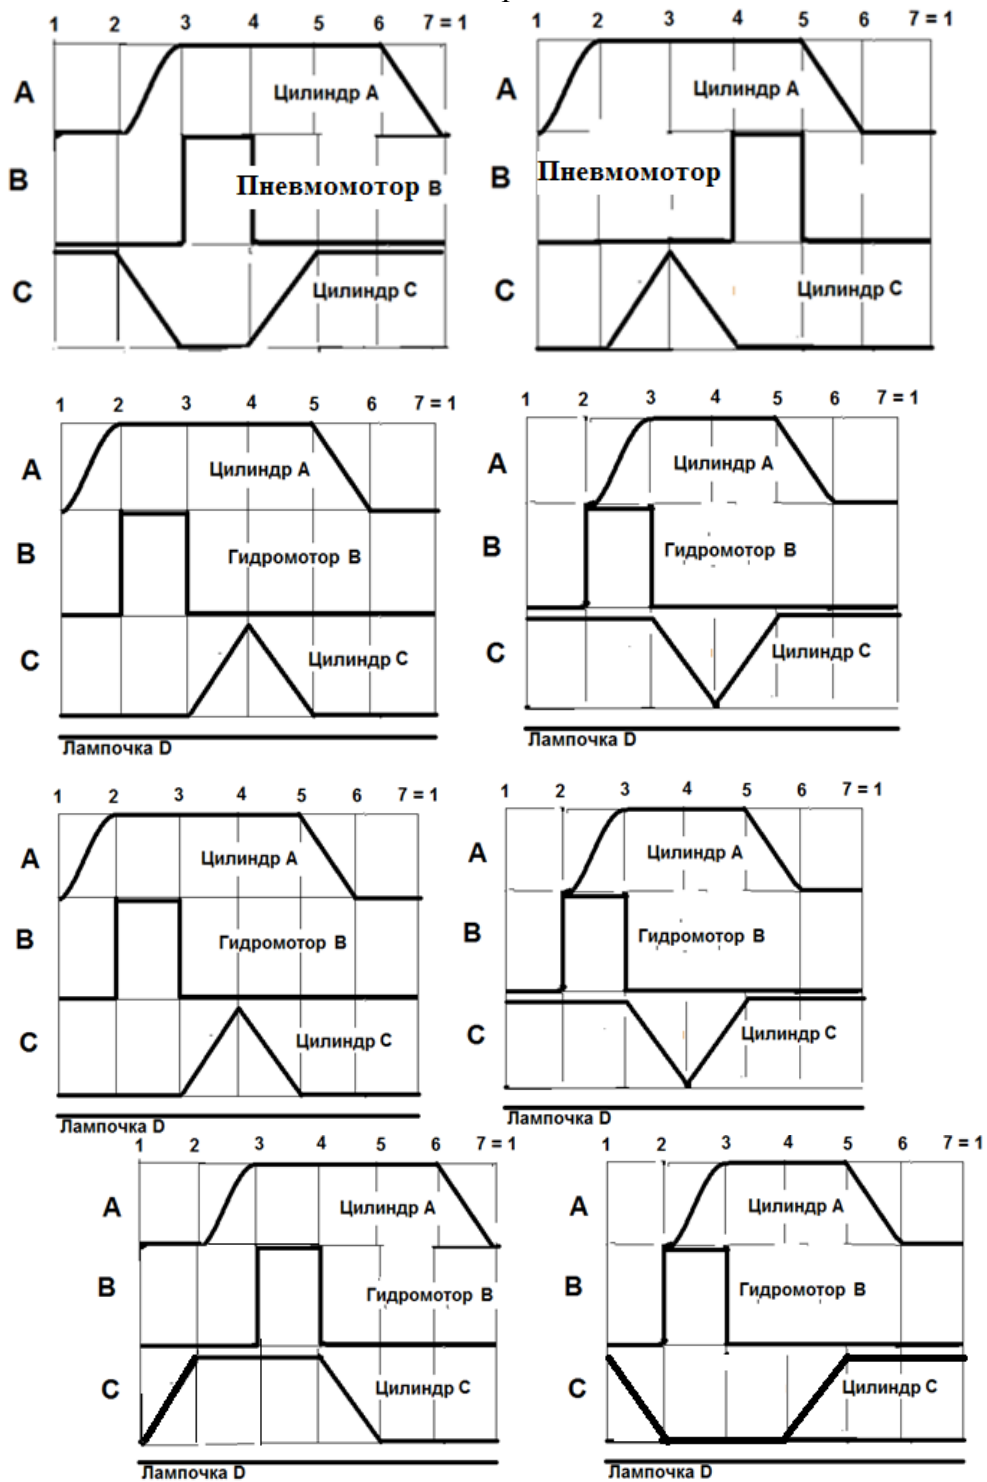 1 2 3 4 5 6 7 = 1
A Цилиндр А
B Пневмомотор В
C Цилиндр С
1 2 3 4 5 6 7 = 1
A Цилиндр А
B Пневмомотор
C Цилиндр С
1 2 3 4 5 6 7 = 1
A Цилиндр А
B Гидромотор В
C Цилиндр С
Лампочка D
1 2 3 4 5 6 7 = 1
A Цилиндр А
B Гидромотор В
C Цилиндр С
Лампочка D
1 2 3 4 5 6 7 = 1
A Цилиндр А
B Гидромотор В
C Цилиндр С
Лампочка D
1 2 3 4 5 6 7 = 1
A Цилиндр А
B Гидромотор В
C Цилиндр С
Лампочка D
1 2 3 4 5 6 7 = 1
A Цилиндр А
B Гидромотор В
C Цилиндр С
Лампочка D
1 2 3 4 5 6 7 = 1
A Цилиндр А
B Гидромотор В
C Цилиндр С
Лампочка D